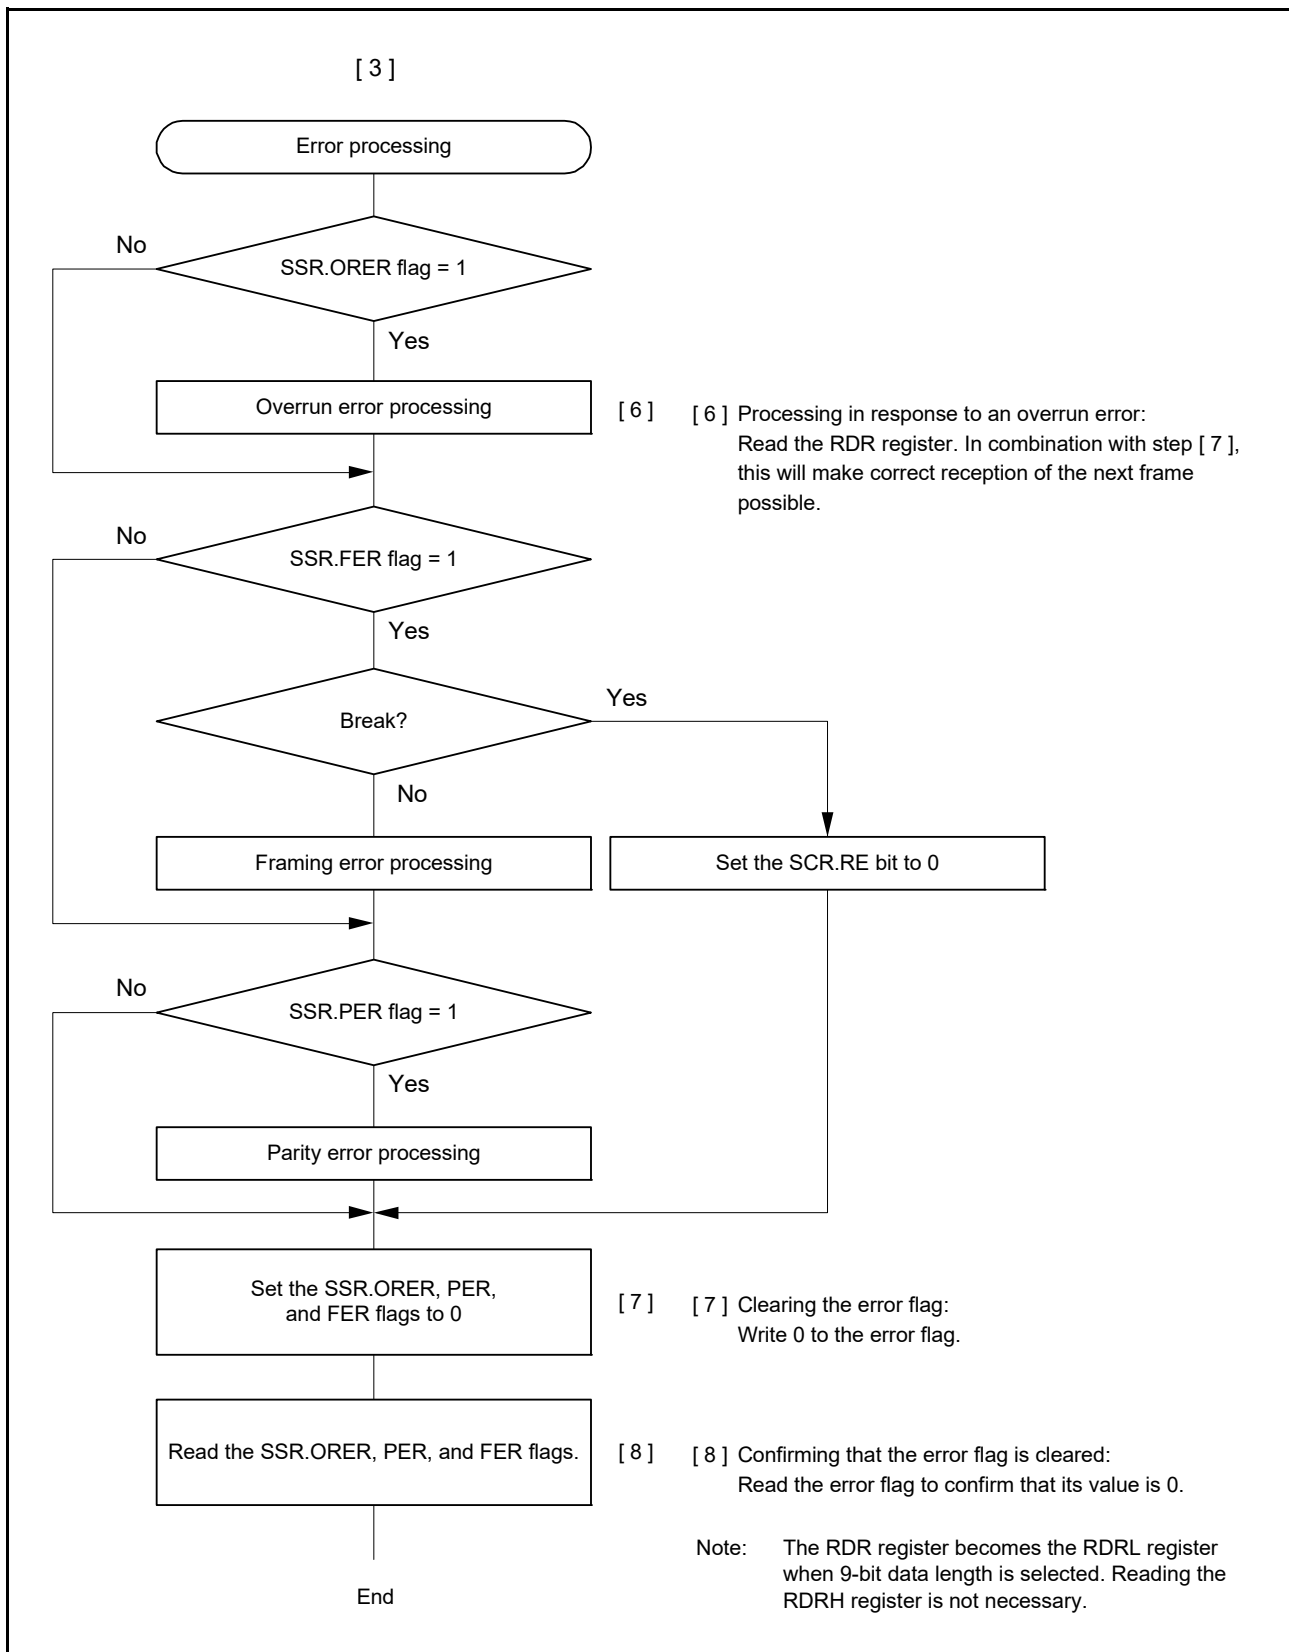 [ 3 ]
Error processing
No
SSR.ORER flag = 1
Yes
Overrun error processing
[ 6 ]
[ 6 ] Processing in response to an overrun error:
Read the RDR register. In combination with step [ 7 ],
this will make correct reception of the next frame
possible.
No
SSR.FER flag = 1
Yes
Break?
Yes
No
Framing error processing
Set the SCR.RE bit to 0
No
SSR.PER flag = 1
Yes
Parity error processing
Set the SSR.ORER, PER,
and FER flags to 0
[ 7 ]
[ 7 ] Clearing the error flag:
Write 0 to the error flag.
Read the SSR.ORER, PER, and FER flags.
[ 8 ]
[ 8 ] Confirming that the error flag is cleared:
Read the error flag to confirm that its value is 0.
Note: The RDR register becomes the RDRL register
when 9-bit data length is selected. Reading the
RDRH register is not necessary.
End